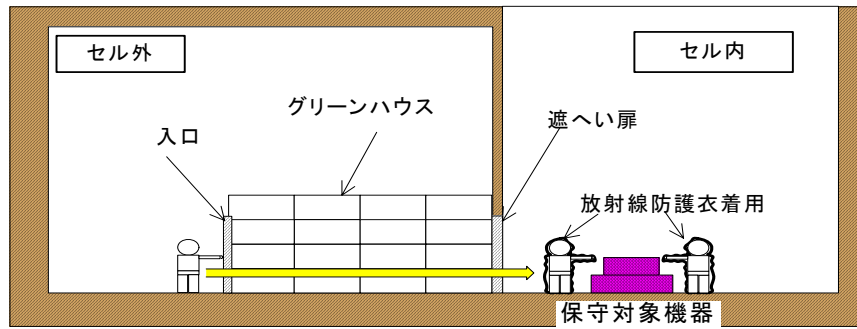 セル外
セル内
グリーンハウス
遮へい扉
入口
放射線防護衣着用
保守対象機器